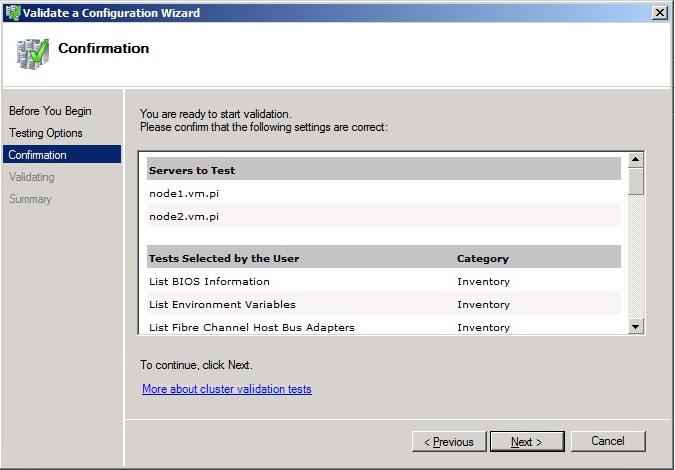 Validate a Configuration Wizard
Confirmation
Before You Begin
Testing Options
Confirmation
Validating
Summary
You are ready to start validation.
Please confirm that the following settings are correct:
Servers to Test
node1.vm.pi
node2.vm.pi
Tests Selected by the User Category
List BIOS Information Inventory
List Environment Variables Inventory
List Fibre Channel Host Bus Adapters Inventory
To continue, click Next.
More about cluster validation tests
< Previous Next > Cancel